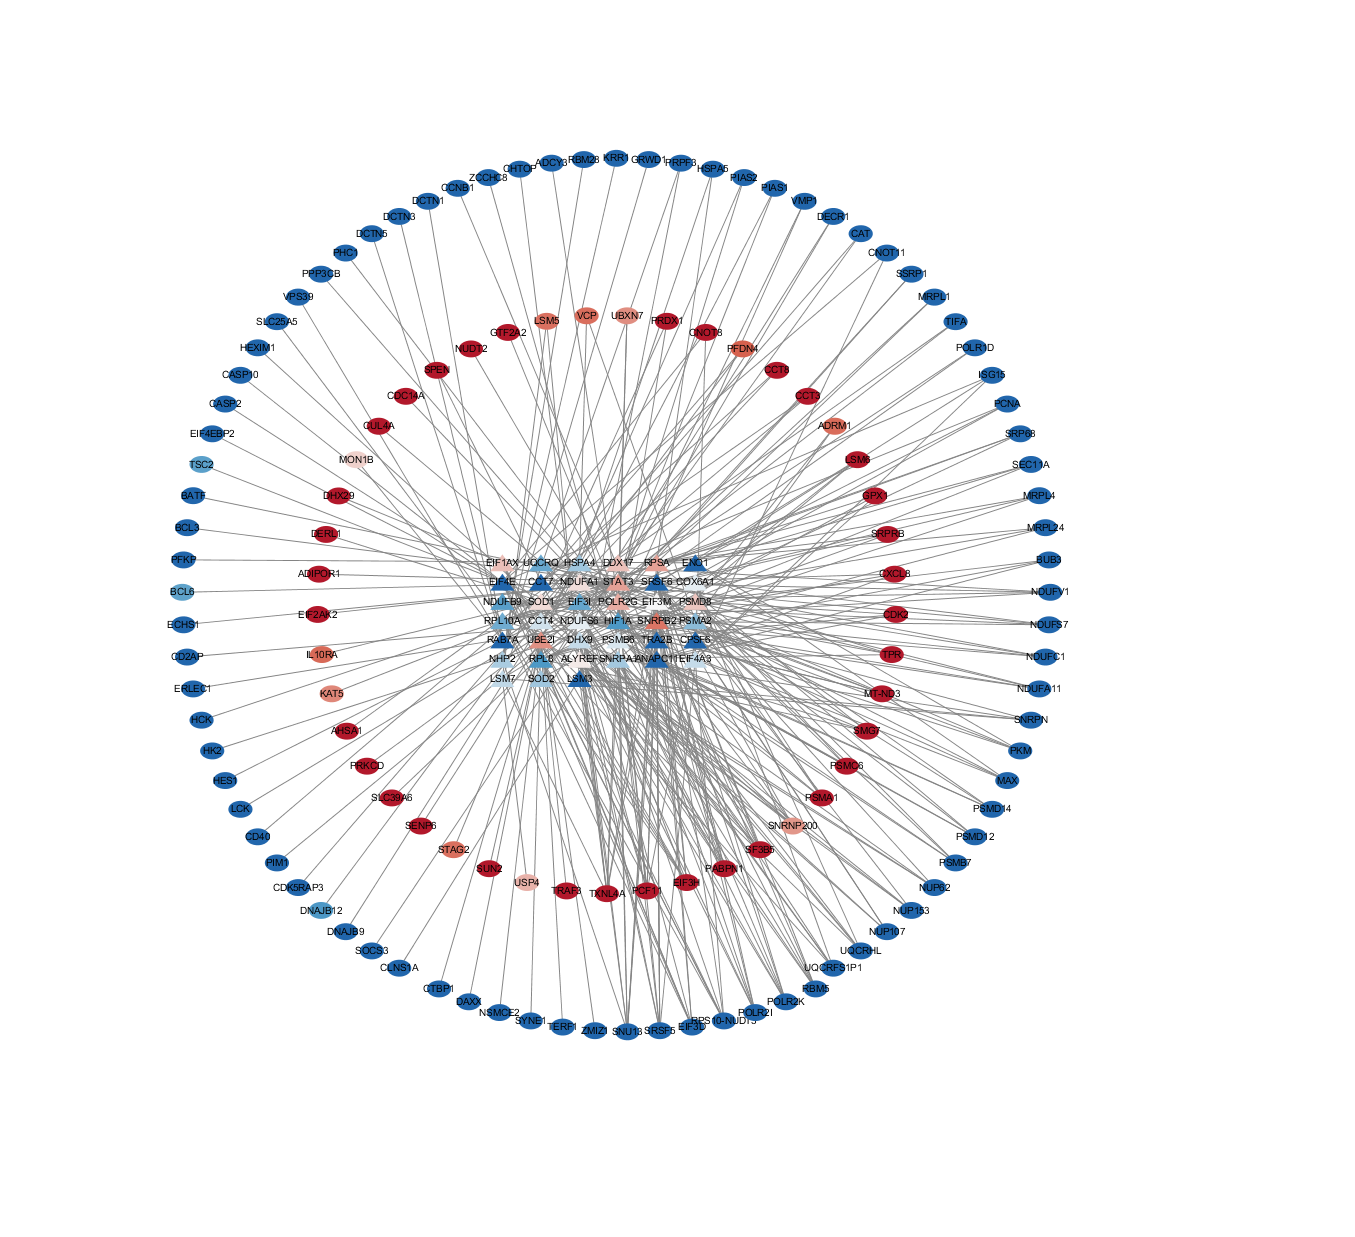 KRR1
RBM28
GRWD1
ADCY3
PRPF3
CHTOP
HSPA5
ZCCHC8
PIAS2
CCNB1
PIAS1
DCTN1
VMP1
DCTN3
DECR1
DCTN5
CAT
PHC1
CNOT11
PPP3CB
SSRP1
VPS39
MRPL1
SLC25A5
TIFA
HEXIM1
POLR1D
CASP10
ISG15
CASP2
PCNA
EIF4EBP2
SRP68
TSC2
SEC11A
BATF
MRPL4
BCL3
MRPL24
PFKP
BUB3
BCL6
NDUFV1
ECHS1
NDUFS7
CD2AP
NDUFC1
ERLEC1
NDUFA11
HCK
SNRPN
HK2
PKM
HES1
MAX
LCK
PSMD14
CD40
PSMD12
PIM1
PSMB7
CDK5RAP3
NUP62
DNAJB12
NUP153
DNAJB9
NUP107
SOCS3
UQCRHL
CLNS1A
UQCRFS1P1
CTBP1
RBM5
DAXX
POLR2K
NSMCE2
POLR2I
SYNE1
RPS10-NUDT3
TERF1
EIF3D
ZMIZ1
SNU13
SRSF5
LSM5
VCP
UBXN7
PRDX1
GTF2A2
CNOT8
NUDT2
PFDN4
SPEN
CCT8
CDC14A
CCT3
CUL4A
ADRM1
MON1B
LSM6
DHX29
GPX1
DERL1
SRPRB
ADIPOR1
CXCL8
EIF2AK2
CDK2
IL10RA
TPR
KAT5
MT-ND3
AHSA1
SMG7
PRKCD
PSMC6
SLC39A6
PSMA1
SENP6
SNRNP200
STAG2
SF3B5
SUN2
PABPN1
USP4
EIF3H
TRAF3
TXNL4A
PCF11
EIF1AX UQCRQ HSPA4 DDX17 RPSA ENO1
EIF4E CCT7 NDUFA1 STAT3 SRSF6 COX6A1
NDUFB9 SOD1 EIF3I POLR2G EIF3M PSMD8
RPL10A CCT4 NDUFS6 HIF1A SNRPB2 PSMA2
RAB7A UBE2I DHX9 PSMB6 TRA2B CPSF6
NHP2 RPL8 ALYREF SNRPA1 ANAPC11 EIF4A3
LSM7 SOD2 LSM3